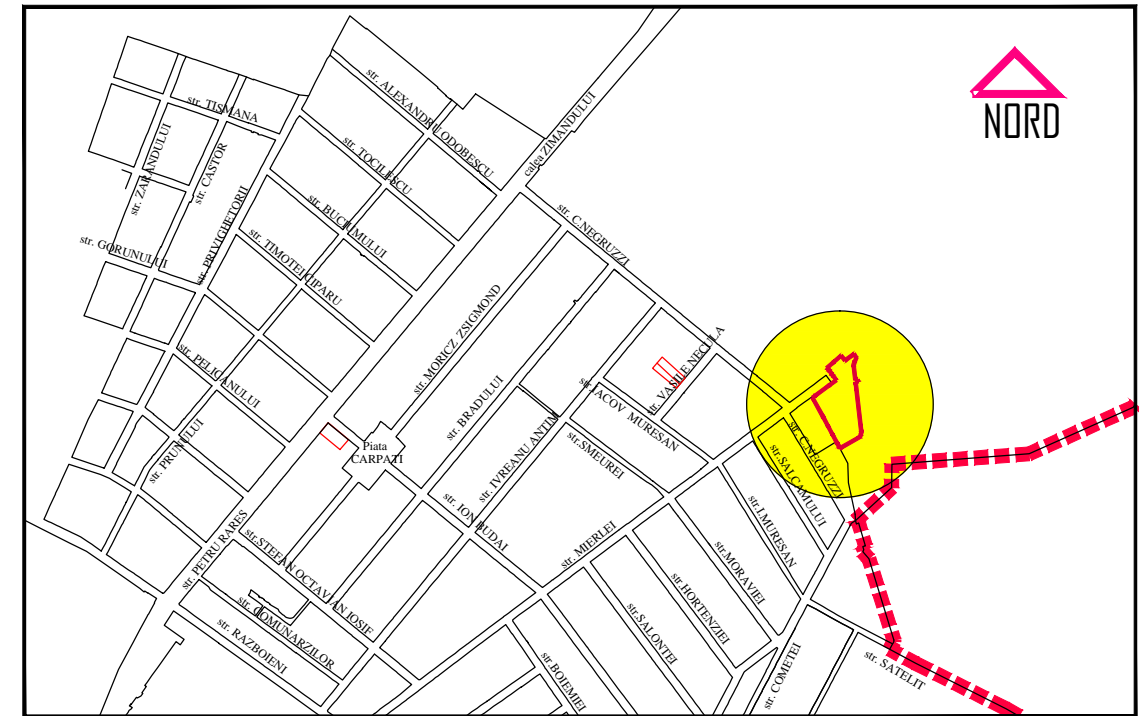 NORD
str. TISMANA
str. ALEXANDRU ODOBESCU
calea ZIMANDULUI
str. ZARANDULUI
str. CASTOR
str. TOCILESCU
str. PRIVIGHETORII
str. BUCIUMULUI
str. C.NEGRUZZI
str. GORUNULUI
str. TIMOTEI CIPARU
str. MORICZ ZSIGMOND
str. VASILE NECULA
str. PELICANULUI
str. BRADULUI
str.IACOV MURESAN
str. C.NEGRUZZI
str. PRUNULUI
Piata
CARPATI
str. IVREANU ANTIM
str.SMEUREI
str.SALCAMULUI
str. ION BUDAI
str. MIERLEI
str.I.MURESAN
str. PETRU RARES
str.STEFAN OCTAVIAN IOSIF
str.MORAVIEI
str.HORTENZIEI
str. COMUNARZILOR
str. RAZBOIENI
str.SALONTEI
str.BOIEMIEI
str. COMETEI
str. SATELIT